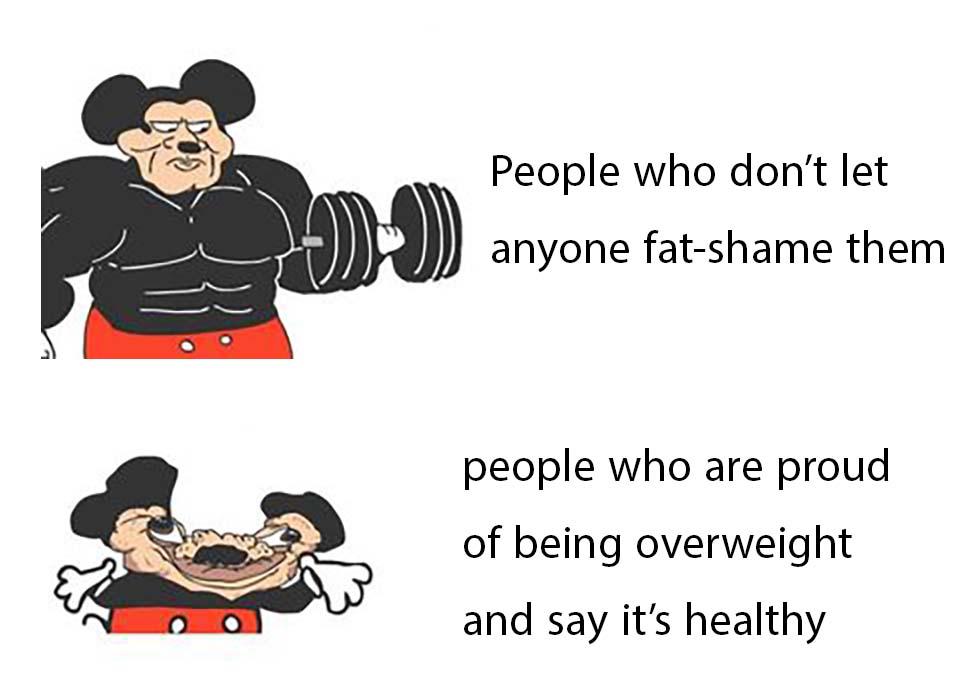 People who don’t let
anyone fat-shame them
people who are proud
of being overweight
and say it’s healthy